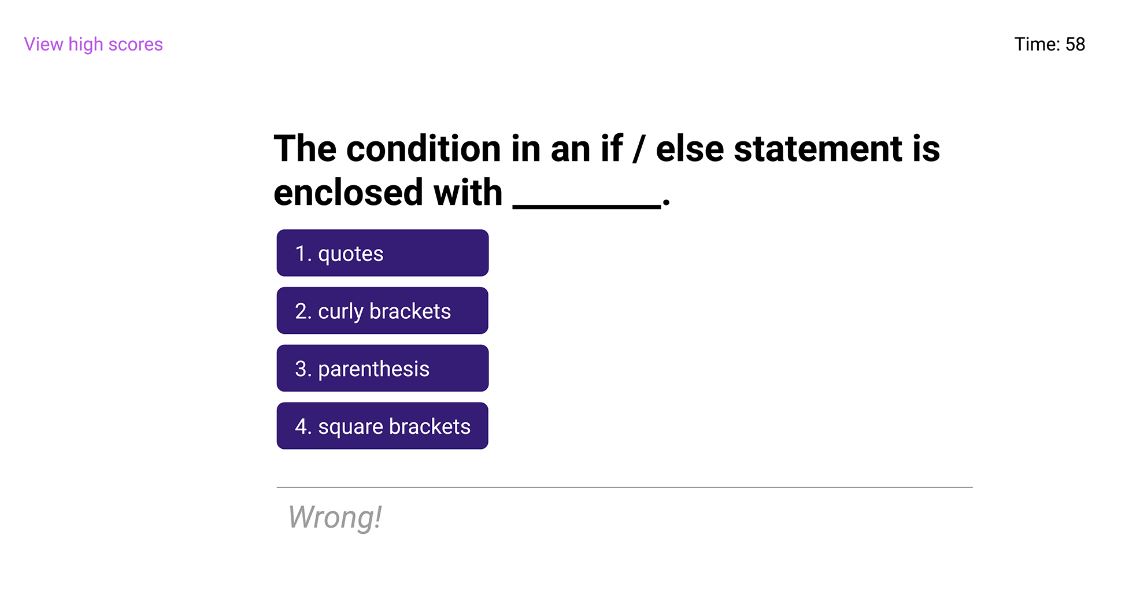 View high scores
Time: 58
The condition in an if / else statement is
enclosed with ________.
1. quotes
2. curly brackets
3. parenthesis
4. square brackets
Wrong!